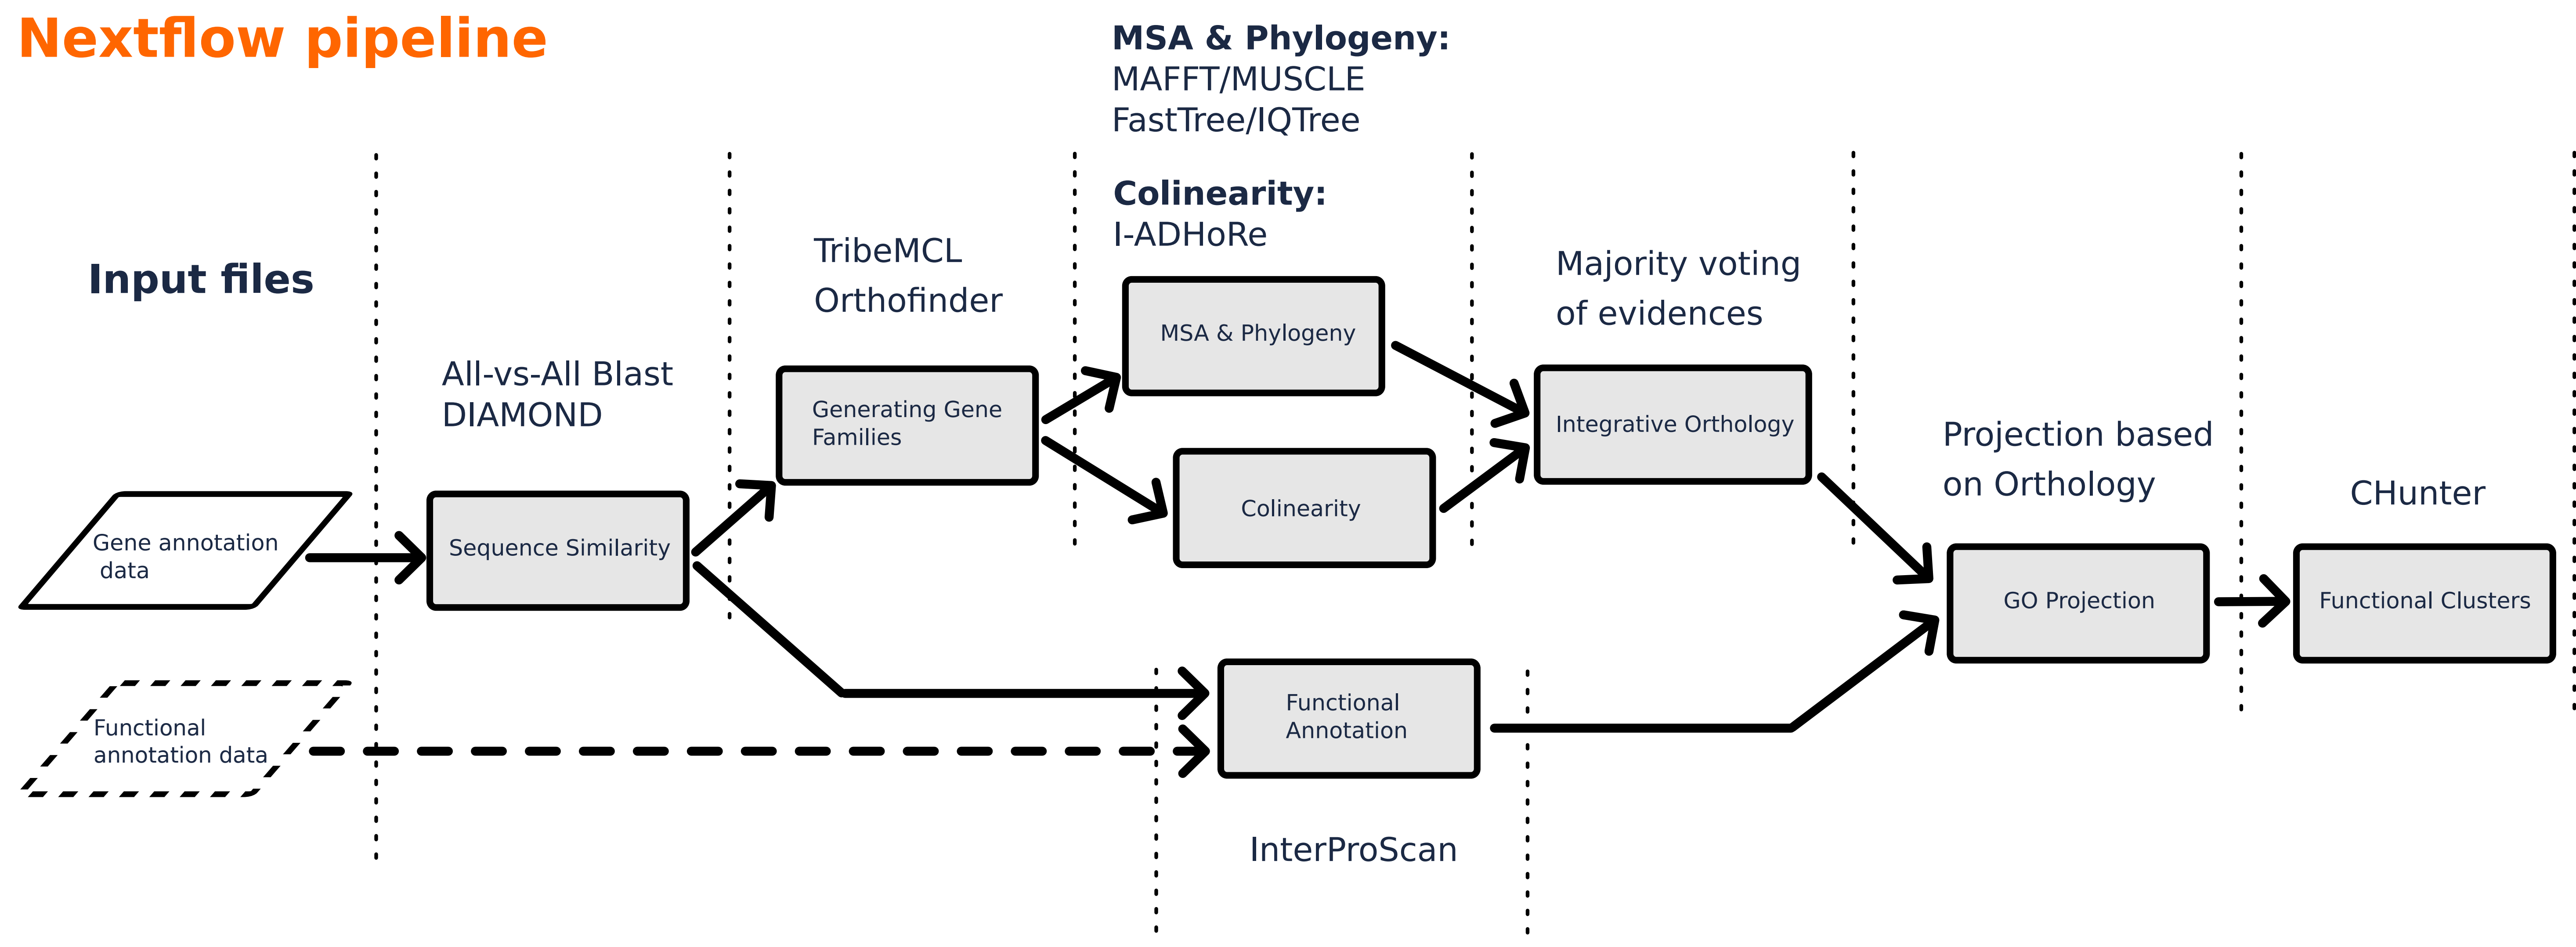 Nextflow pipeline
Input files
Gene annotation
data
Functional
annotation data
All-vs-All Blast
DIAMOND
Sequence Similarity
TribeMCL
Orthofinder
Generating Gene
Families
MSA & Phylogeny:
MAFFT/MUSCLE
FastTree/IQTree
Colinearity:
I-ADHoRe
MSA & Phylogeny
Colinearity
Functional
Annotation
InterProScan
Majority voting
of evidences
Integrative Orthology
Projection based
on Orthology
GO Projection
CHunter
Functional Clusters